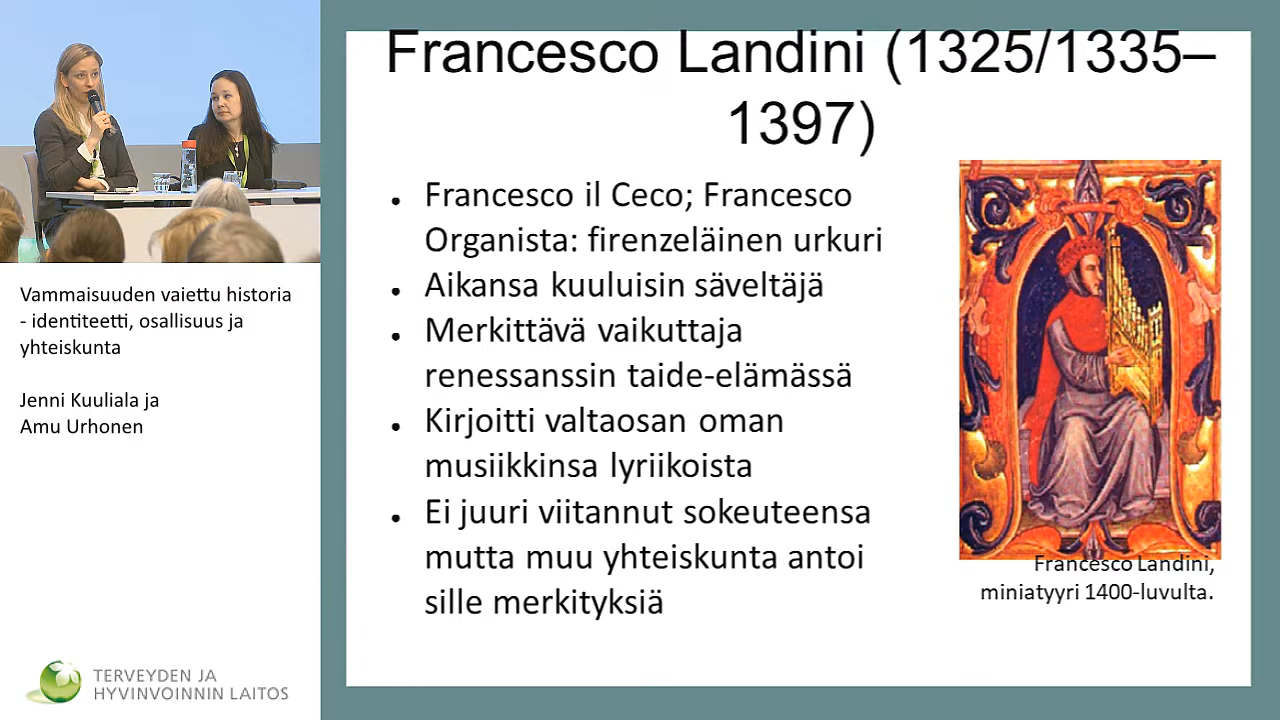 Francesco Landini (1325/1335–
1397)
• Francesco il Ceco; Francesco
Organista: firenzeläinen urkuri
• Aikansa kuuluisin säveltäjä
• Merkittävä vaikuttaja
renessanssin taide-elämässä
• Kirjoitti valtaosan oman
musiikkinsa lyriikoista
• Ei juuri viitannut sokeuteensa
mutta muu yhteiskunta antoi
sille merkityksiä
Francesco Landini,
miniatyyri 1400-luvulta.
Vammaisuuden vaiettu historia
- identiteetti, osallisuus ja
yhteiskunta
Jenni Kuuliala ja
Amu Urhonen
TERVEYDEN JA
HYVINVOINNIN LAITOS